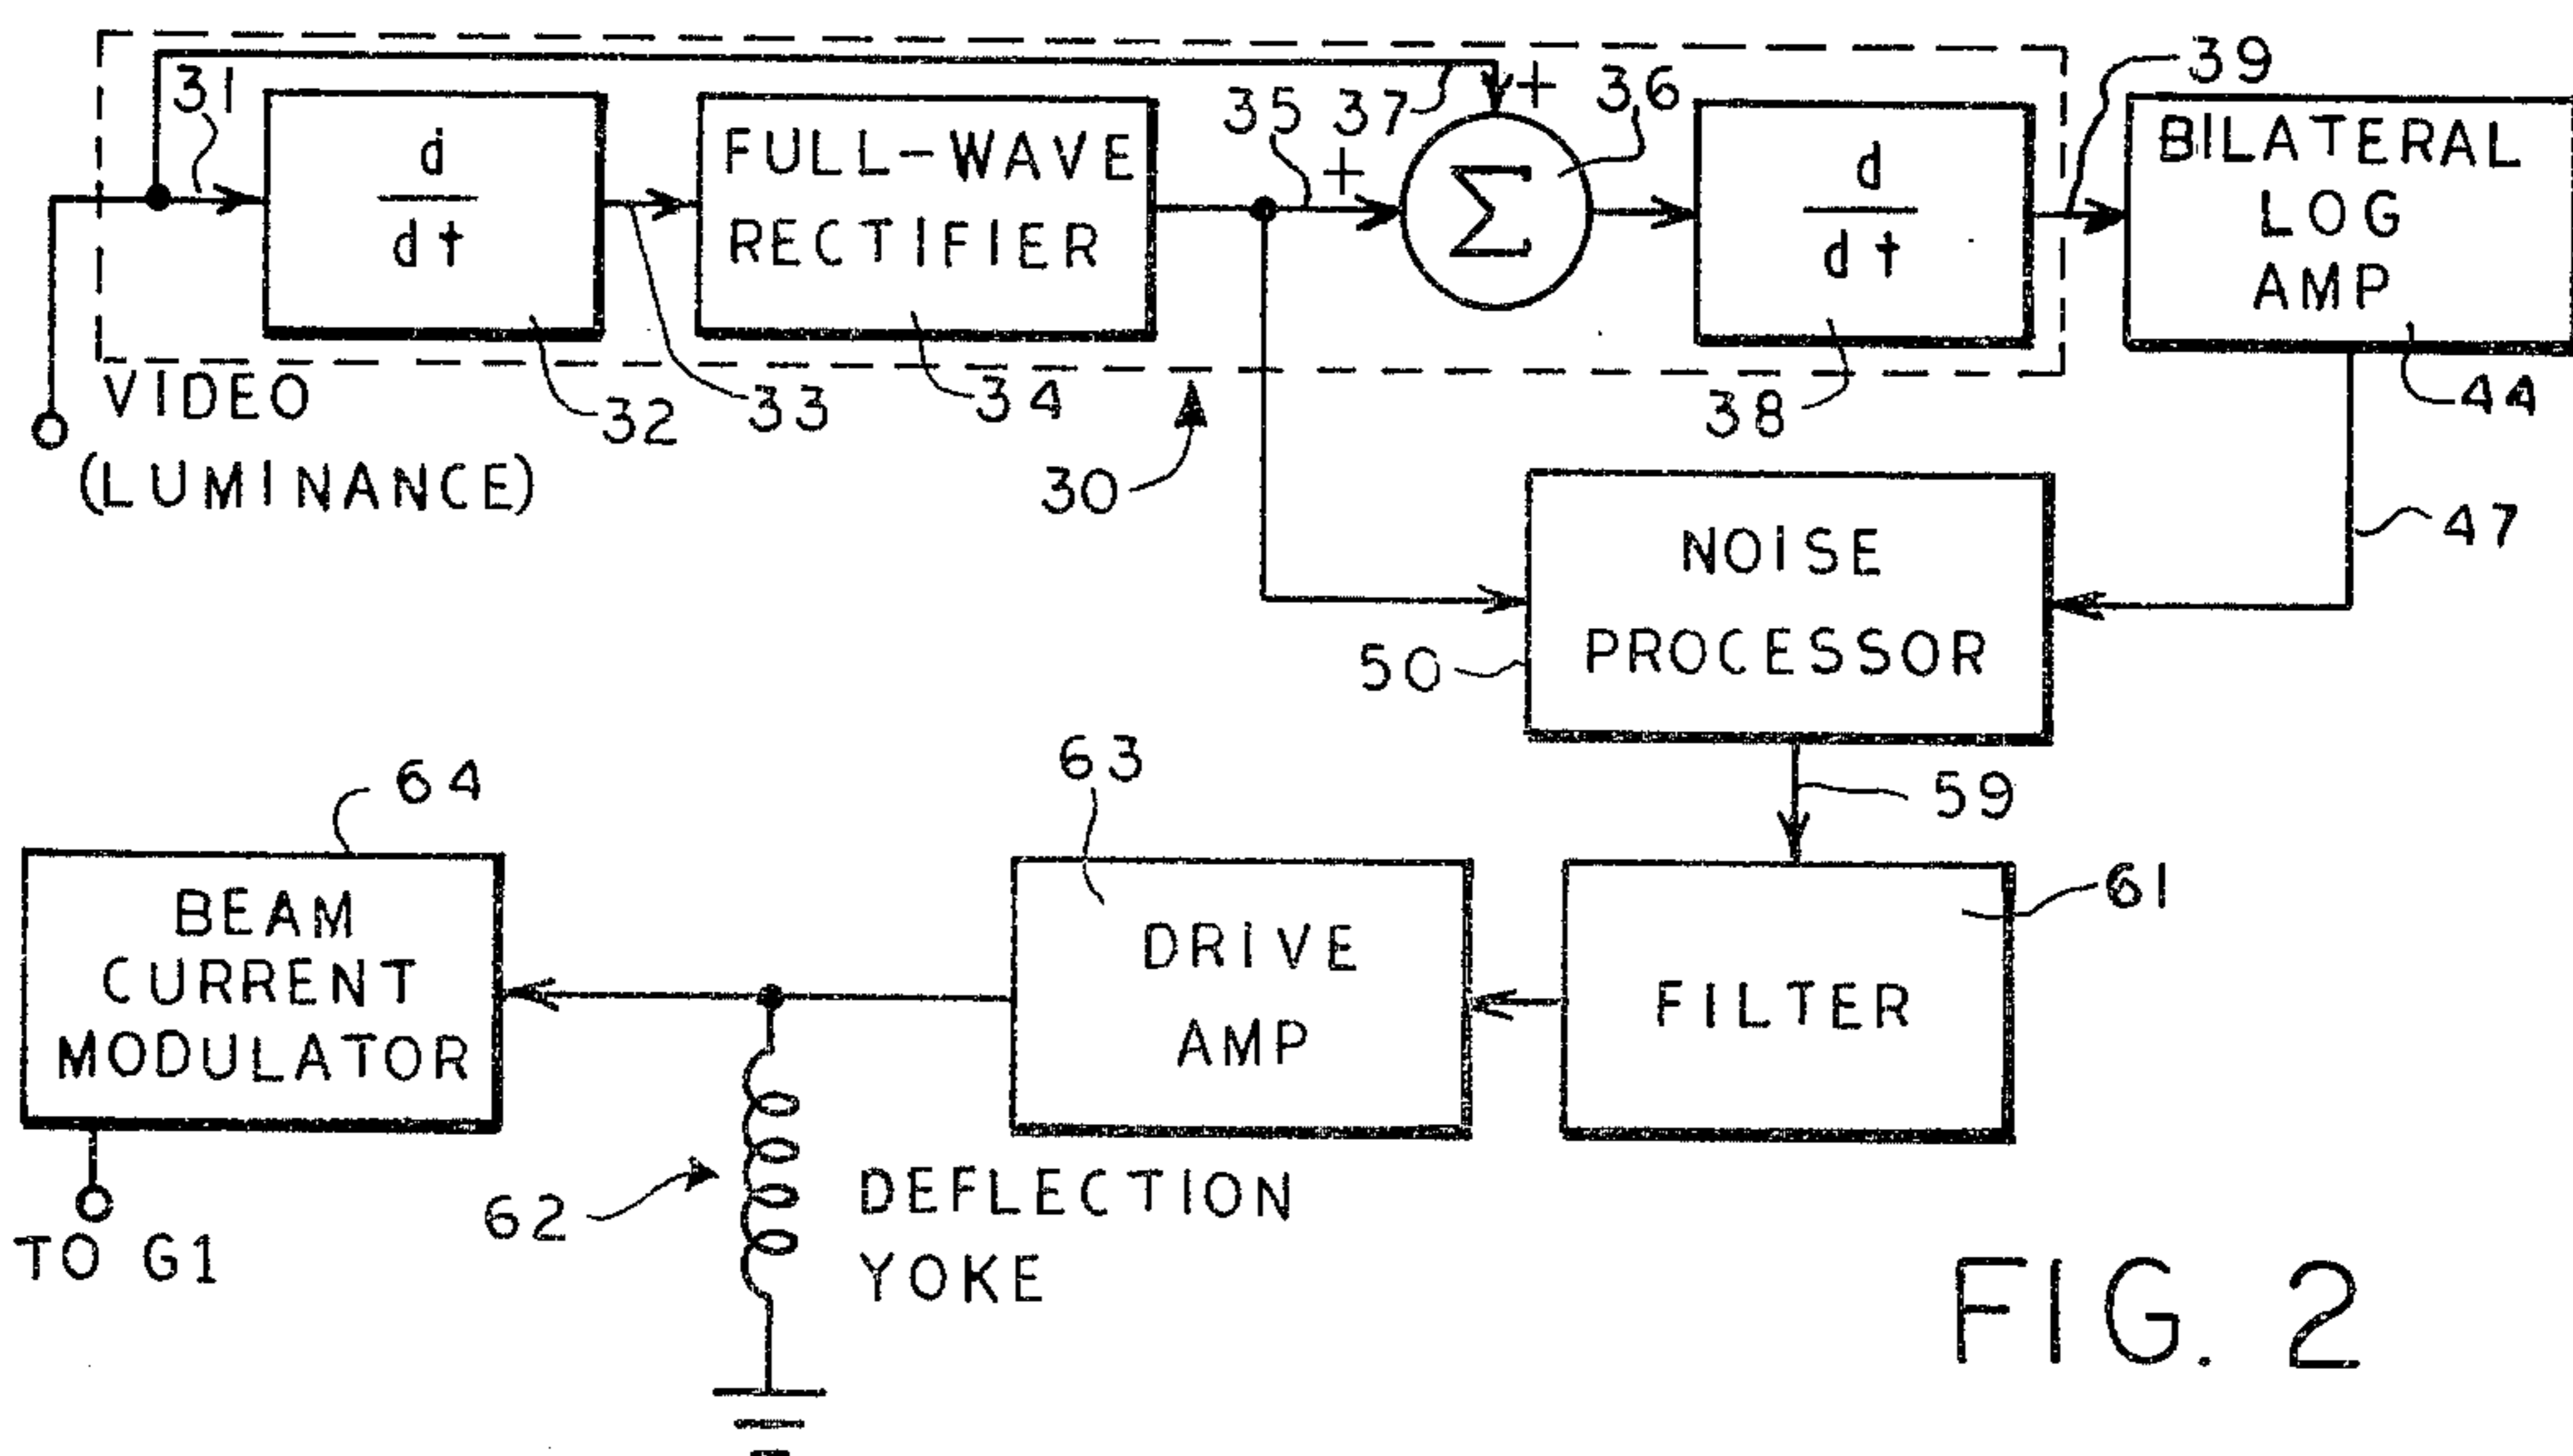 31
d
dt
32
33
FULL-WAVE
RECTIFIER
34
35
37
+
+
36
Σ
d
dt
38
39
BILATERAL
LOG
AMP
44
VIDEO
(LUMINANCE)
30
47
NOISE
PROCESSOR
50
59
64
BEAM
CURRENT
MODULATOR
TO G1
63
DRIVE
AMP
FILTER
61
62
DEFLECTION
YOKE
FIG. 2